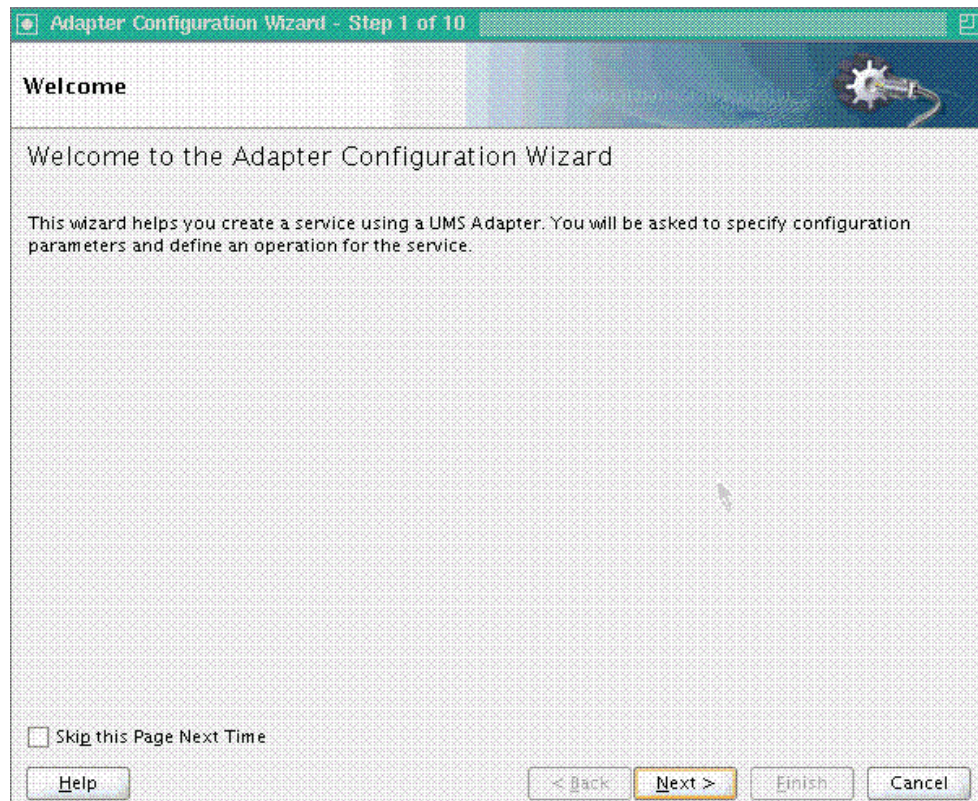 Adapter Configuration Wizard - Step 1 of 10
Welcome
Welcome to the Adapter Configuration Wizard
This wizard helps you create a service using a UMS Adapter. You will be asked to specify configuration
parameters and define an operation for the service.
Skip this Page Next Time
Help
< Back
Next >
Finish
Cancel